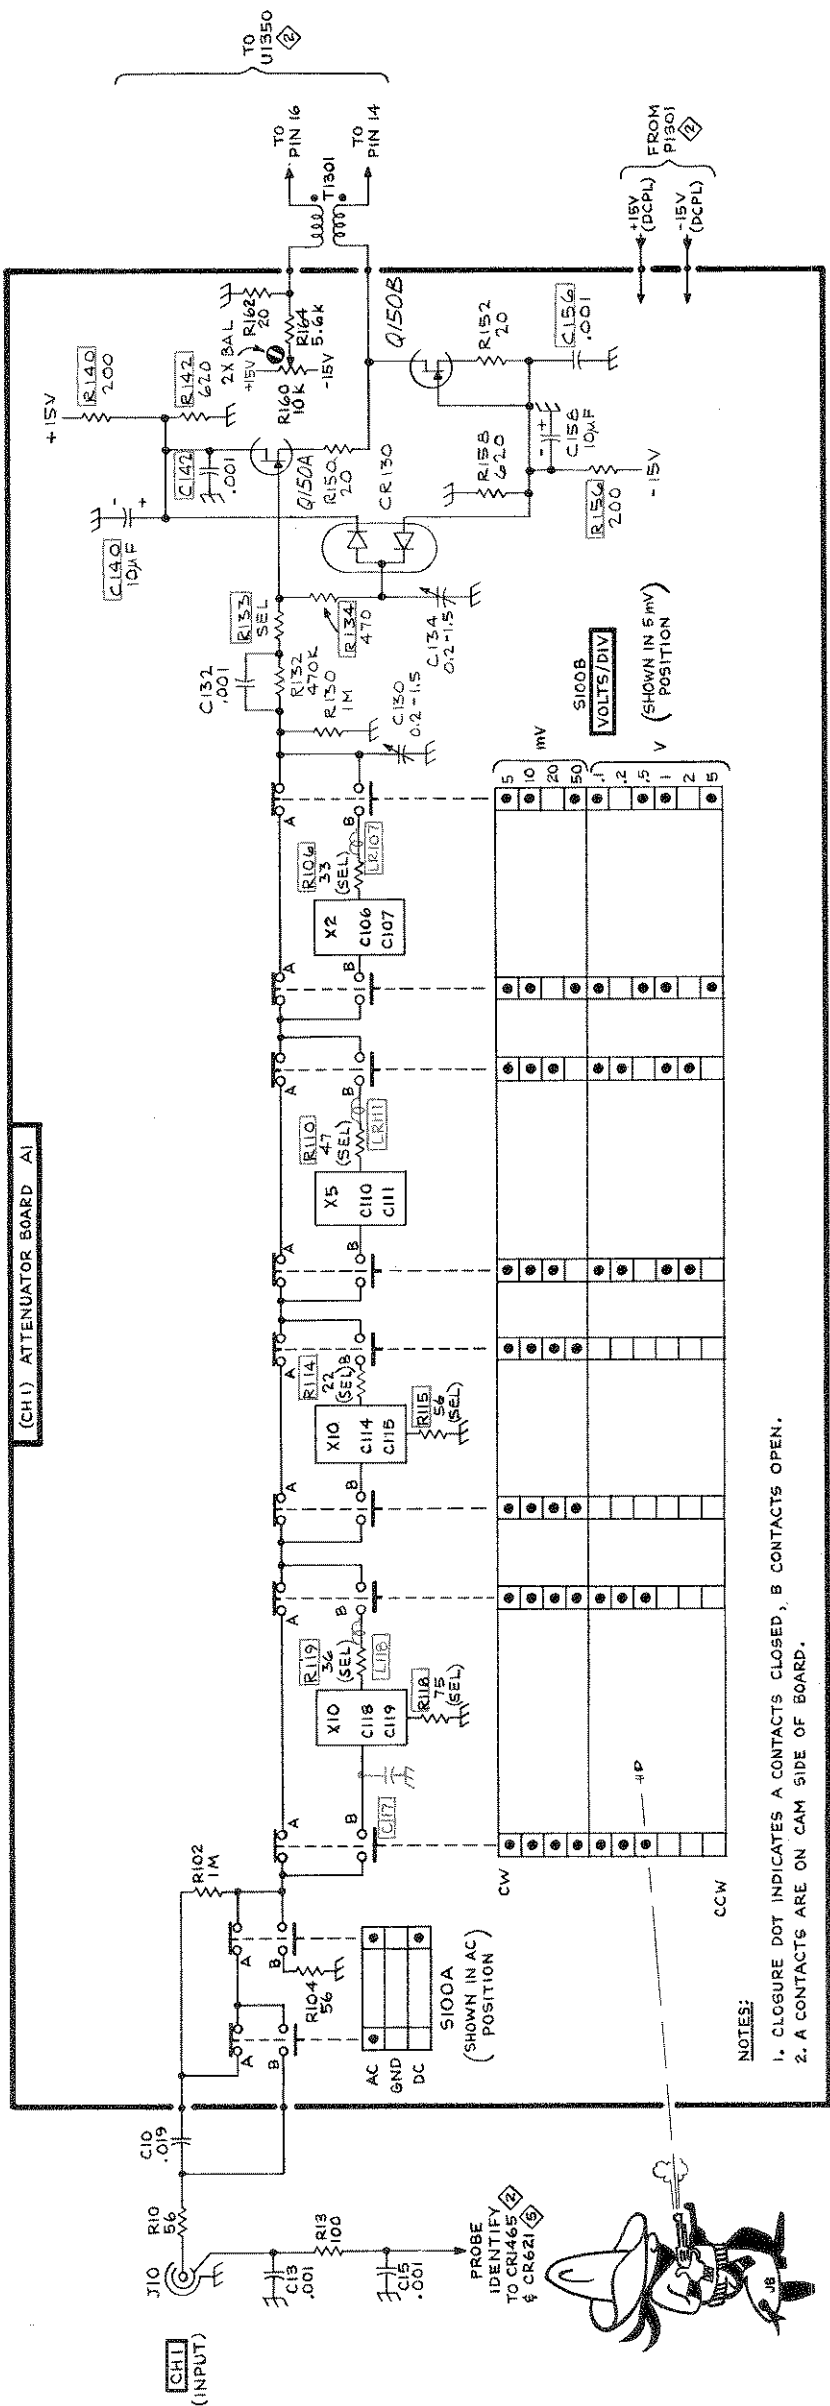 (CH 1) ATTENUATOR BOARD A1
CH 1
(INPUT)
J10
R10
56
C10
.019
C13
.001
R13
100
C15
.001
PROBE
IDENTIFY
TO CR1465 2
& CR621 5
JB
A
B
A
B
R104
56
R102
1M
AC
GND
DC
S100A
(SHOWN IN AC
POSITION)
A
B
C117
X10
C118
C119
R118
75
(SEL)
R119
36
(SEL)
L118
A
B
A
B
X10
C114
C115
R115
56
(SEL)
R114
22
(SEL)
A
B
A
B
X5
C110
C111
R110
47
(SEL)
LR111
A
B
A
B
X2
C106
C107
R106
33
(SEL)
LR107
A
B
C130
0.2-1.5
R130
1M
R132
470K
C132
.001
R133
SEL
R134
470
C134
0.2-1.5
CR130
C140
10µF
+15V
R140
200
R142
620
C142
.001
Q150A
R150
20
2X BAL
+15V
R160
10K
-15V
R162
20
R164
5.6K
Q150B
R152
20
C156
.001
R158
620
C158
10µF
- +
R156
200
-15V
T1301
TO
PIN 16
TO
PIN 14
TO
U1350 2
+15V
(DCPL)
-15V
(DCPL)
FROM
P1301
2
CW
CCW
5
10
20
50
mV
.1
.2
.5
1
2
5
V
S100B
VOLTS/DIV
(SHOWN IN 5mV
POSITION)
NOTES:
1. CLOSURE DOT INDICATES A CONTACTS CLOSED, B CONTACTS OPEN.
2. A CONTACTS ARE ON CAM SIDE OF BOARD.